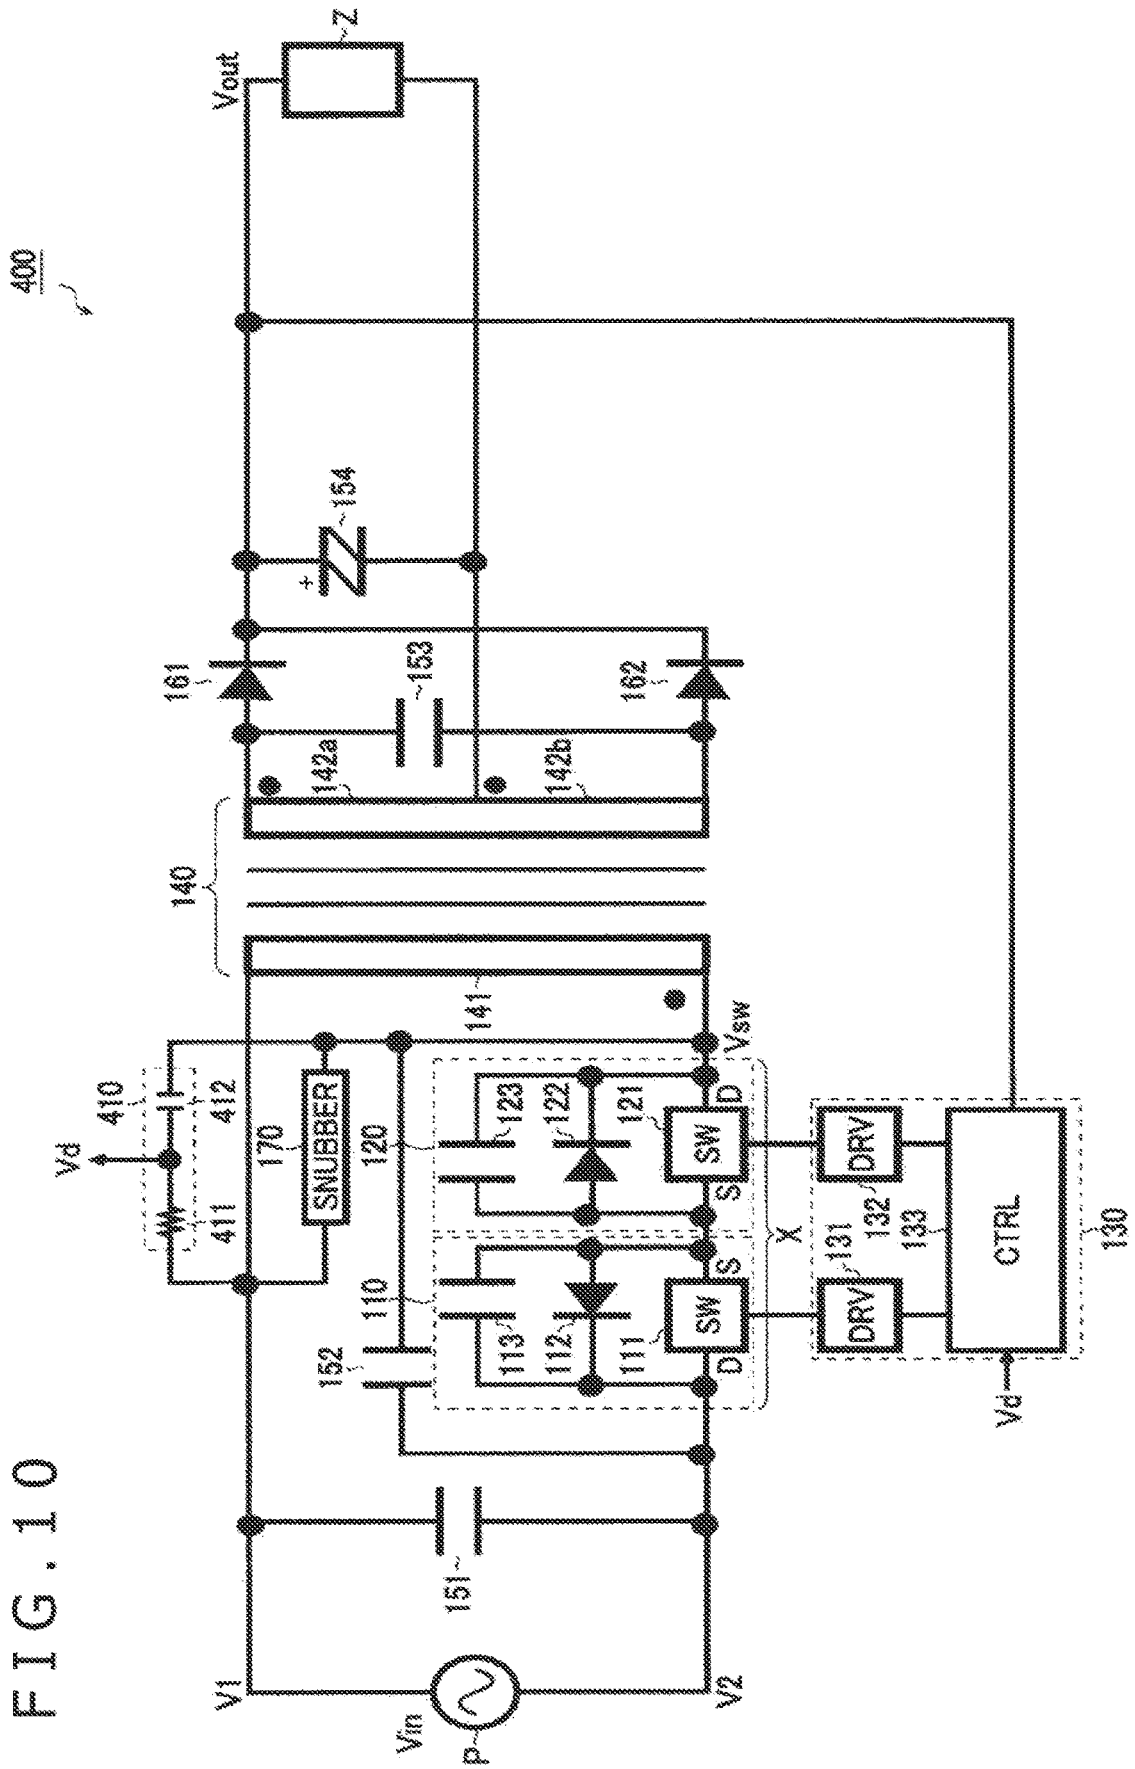 FIG.10
400
Vd
410
411
412
170
SNUBBER
140
161
+
154
Vout
Z
V1
Vin
P
V2
151
152
110
113
112
111
SW
D
S
120
123
122
121
SW
S
D
Vsw
X
141
142a
142b
153
162
131
DRV
132
DRV
133
CTRL
130
Vd